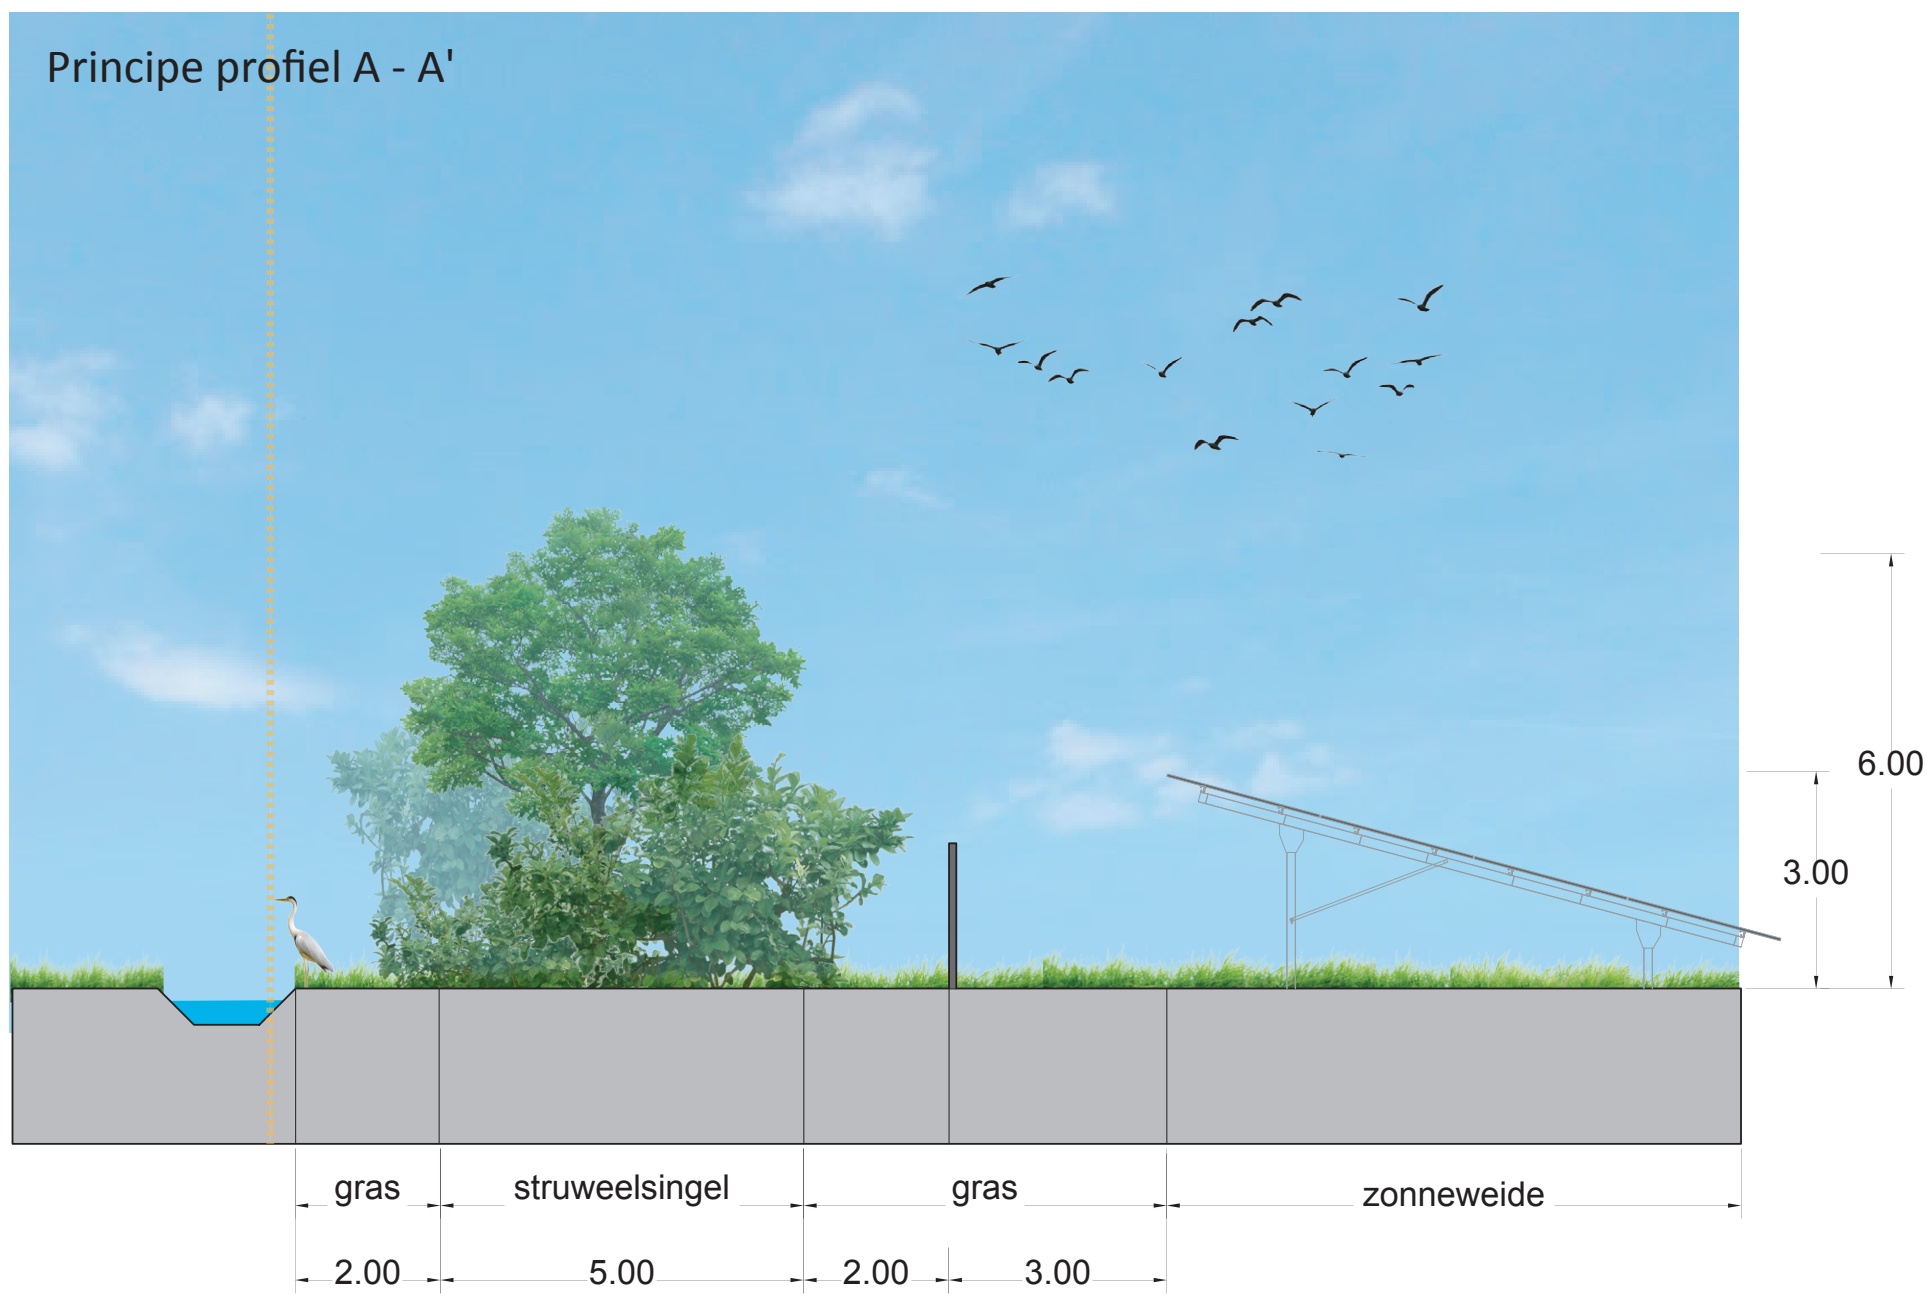 Principe profiel A - A'
6.00
3.00
gras struweelsingel gras zonneweide
2.00 5.00 2.00 3.00